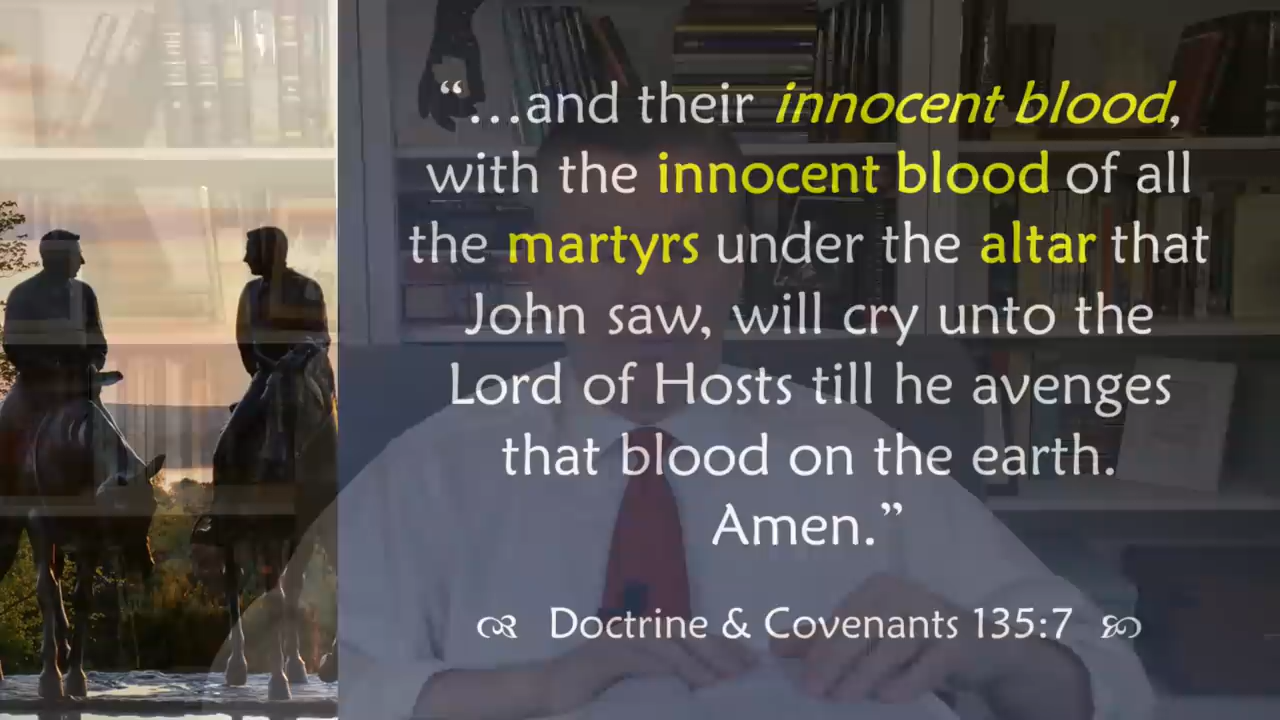 “…and their innocent blood,
with the innocent blood of all
the martyrs under the altar that
John saw, will cry unto the
Lord of Hosts till he avenges
that blood on the earth.
Amen.”
Doctrine & Covenants 135:7